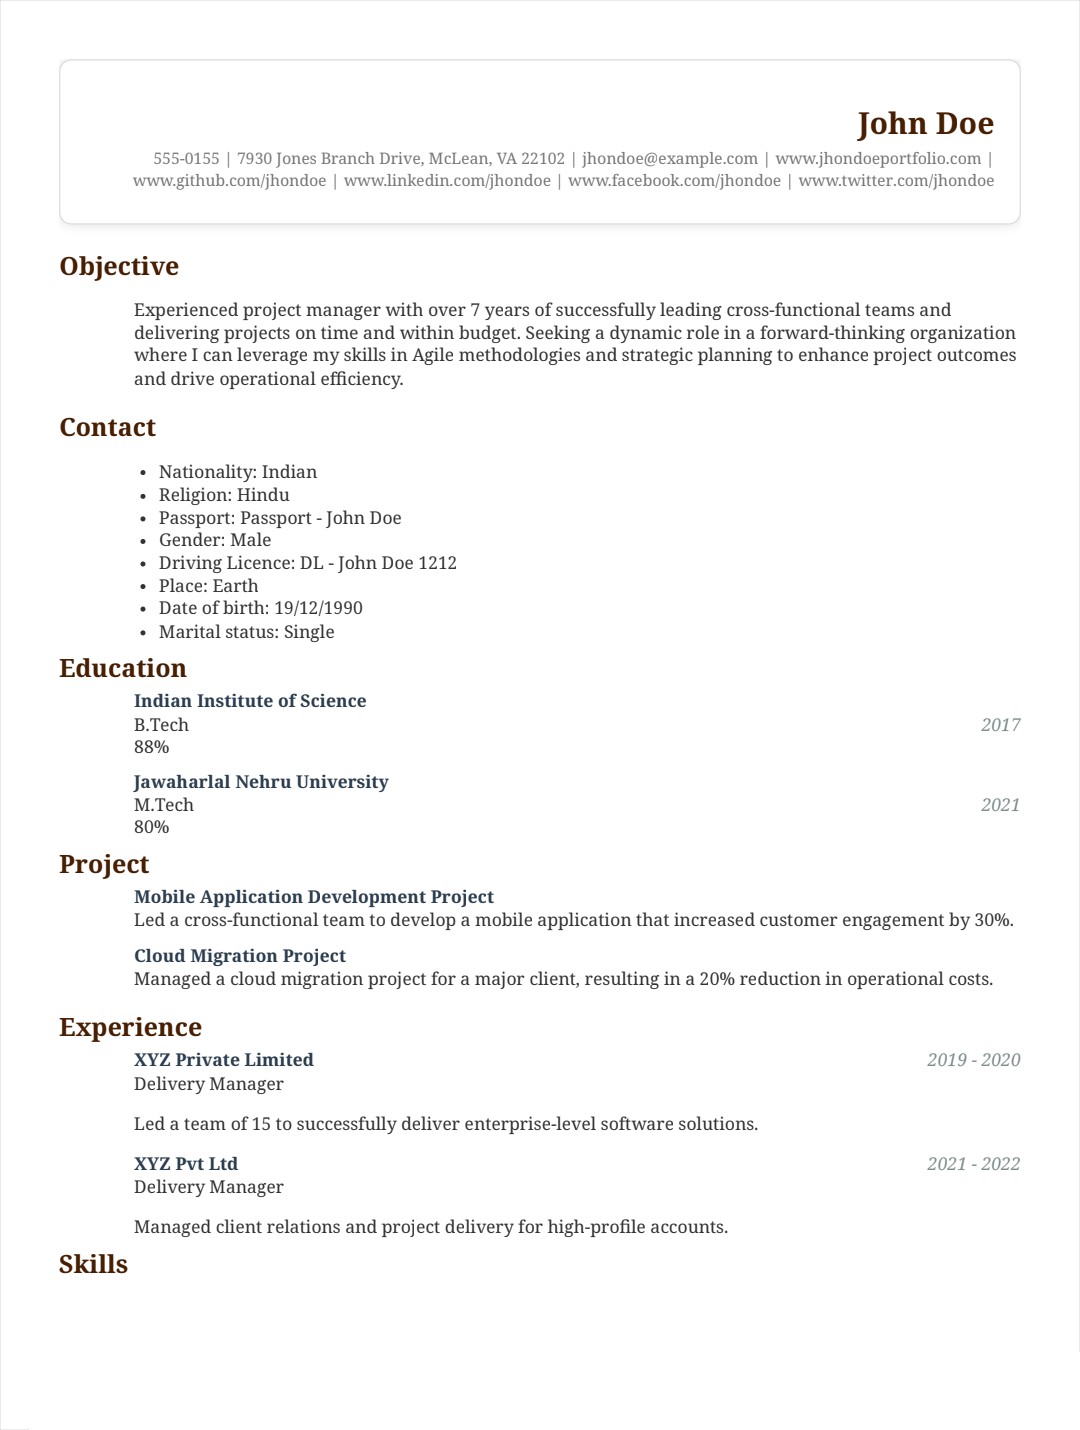 John Doe
555-0155 | 7930 Jones Branch Drive, McLean, VA 22102 | jhondoe@example.com | www.jhondoeportfolio.com |
www.github.com/jhondoe | www.linkedin.com/jhondoe | www.facebook.com/jhondoe | www.twitter.com/jhondoe
Objective
Experienced project manager with over 7 years of successfully leading cross-functional teams and
delivering projects on time and within budget. Seeking a dynamic role in a forward-thinking organization
where I can leverage my skills in Agile methodologies and strategic planning to enhance project outcomes
and drive operational efficiency.
Contact
• Nationality: Indian
• Religion: Hindu
• Passport: Passport - John Doe
• Gender: Male
• Driving Licence: DL - John Doe 1212
• Place: Earth
• Date of birth: 19/12/1990
• Marital status: Single
Education
Indian Institute of Science
B.Tech 2017
88%
Jawaharlal Nehru University
M.Tech 2021
80%
Project
Mobile Application Development Project
Led a cross-functional team to develop a mobile application that increased customer engagement by 30%.
Cloud Migration Project
Managed a cloud migration project for a major client, resulting in a 20% reduction in operational costs.
Experience
XYZ Private Limited 2019 - 2020
Delivery Manager
Led a team of 15 to successfully deliver enterprise-level software solutions.
XYZ Pvt Ltd 2021 - 2022
Delivery Manager
Managed client relations and project delivery for high-profile accounts.
Skills